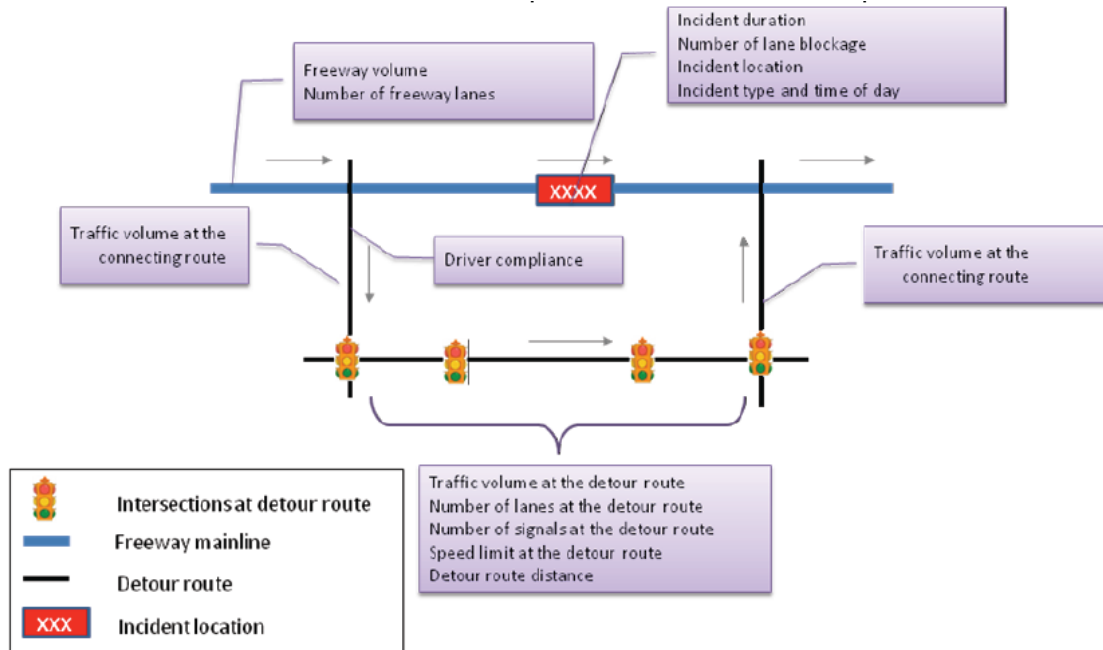 Incident duration
Number of lane blockage
Incident location
Incident type and time of day
Freeway volume
Number of freeway lanes
XXXX
Traffic volume at the
connecting route
Driver compliance
Traffic volume at the
connecting route
Traffic volume at the detour route
Number of lanes at the detour route
Number of signals at the detour route
Speed limit at the detour route
Detour route distance
Intersections at detour route
Freeway mainline
Detour route
XXX
Incident location